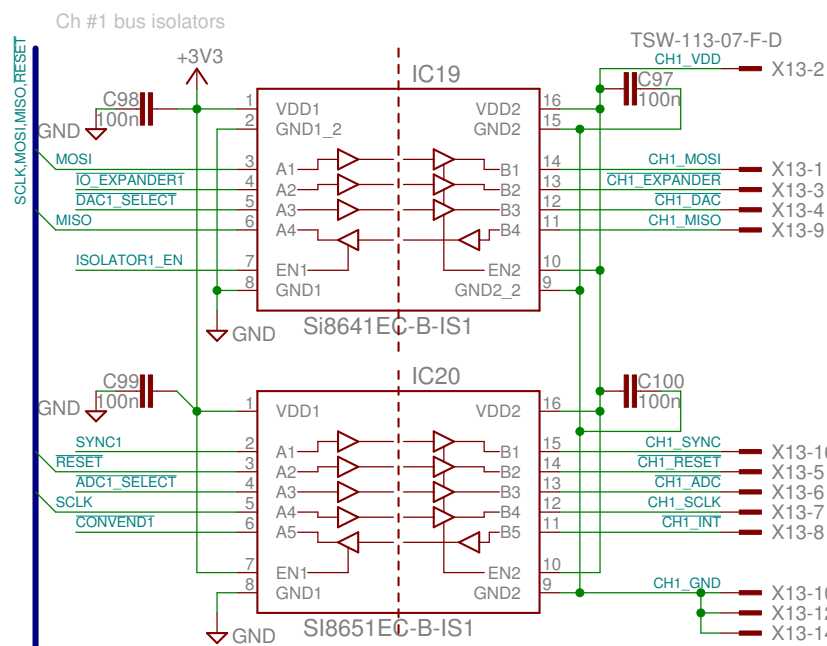 Ch #1 bus isolators
SCLK,MOSI,MISO,RESET
+3V3
TSW-113-07-F-D
C98
100n
GND
IC19
CH1_VDD
X13-2
C97
100n
1 VDD1 VDD2 16
2 GND1_2 GND2 15
MOSI 3 A1 B1 14 CH1_MOSI X13-1
IO_EXPANDER1 4 A2 B2 13 CH1_EXPANDER X13-3
DAC1_SELECT 5 A3 B3 12 CH1_DAC X13-4
MISO 6 A4 B4 11 CH1_MISO X13-9
ISOLATOR1_EN 7 EN1 EN2 10
8 GND1 GND2_2 9
GND
Si8641EC-B-IS1
C99
100n
GND
IC20
C100
100n
1 VDD1 VDD2 16
SYNC1 2 A1 B1 15 CH1_SYNC
RESET 3 A2 B2 14 CH1_RESET X13-5
ADC1_SELECT 4 A3 B3 13 CH1_ADC X13-6
SCLK 5 A4 B4 12 CH1_SCLK X13-7
CONVEND1 6 A5 B5 11 CH1_INT X13-8
7 EN1 EN2 10
8 GND1 GND2 9 CH1_GND
GND
SI8651EC-B-IS1